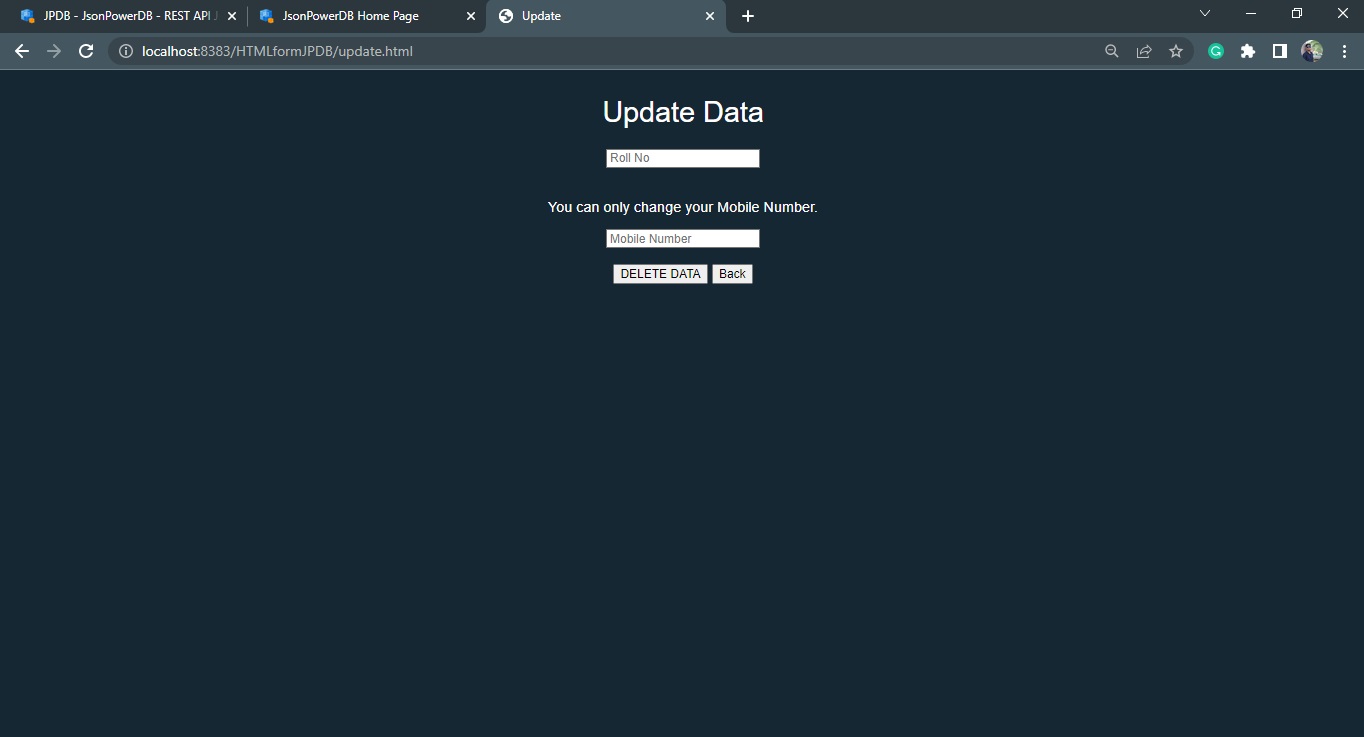 JPDB - JsonPowerDB - REST API
JsonPowerDB Home Page
Update
localhost:8383/HTMLformJPDB/update.html
Update Data
Roll No
You can only change your Mobile Number.
Mobile Number
DELETE DATA
Back